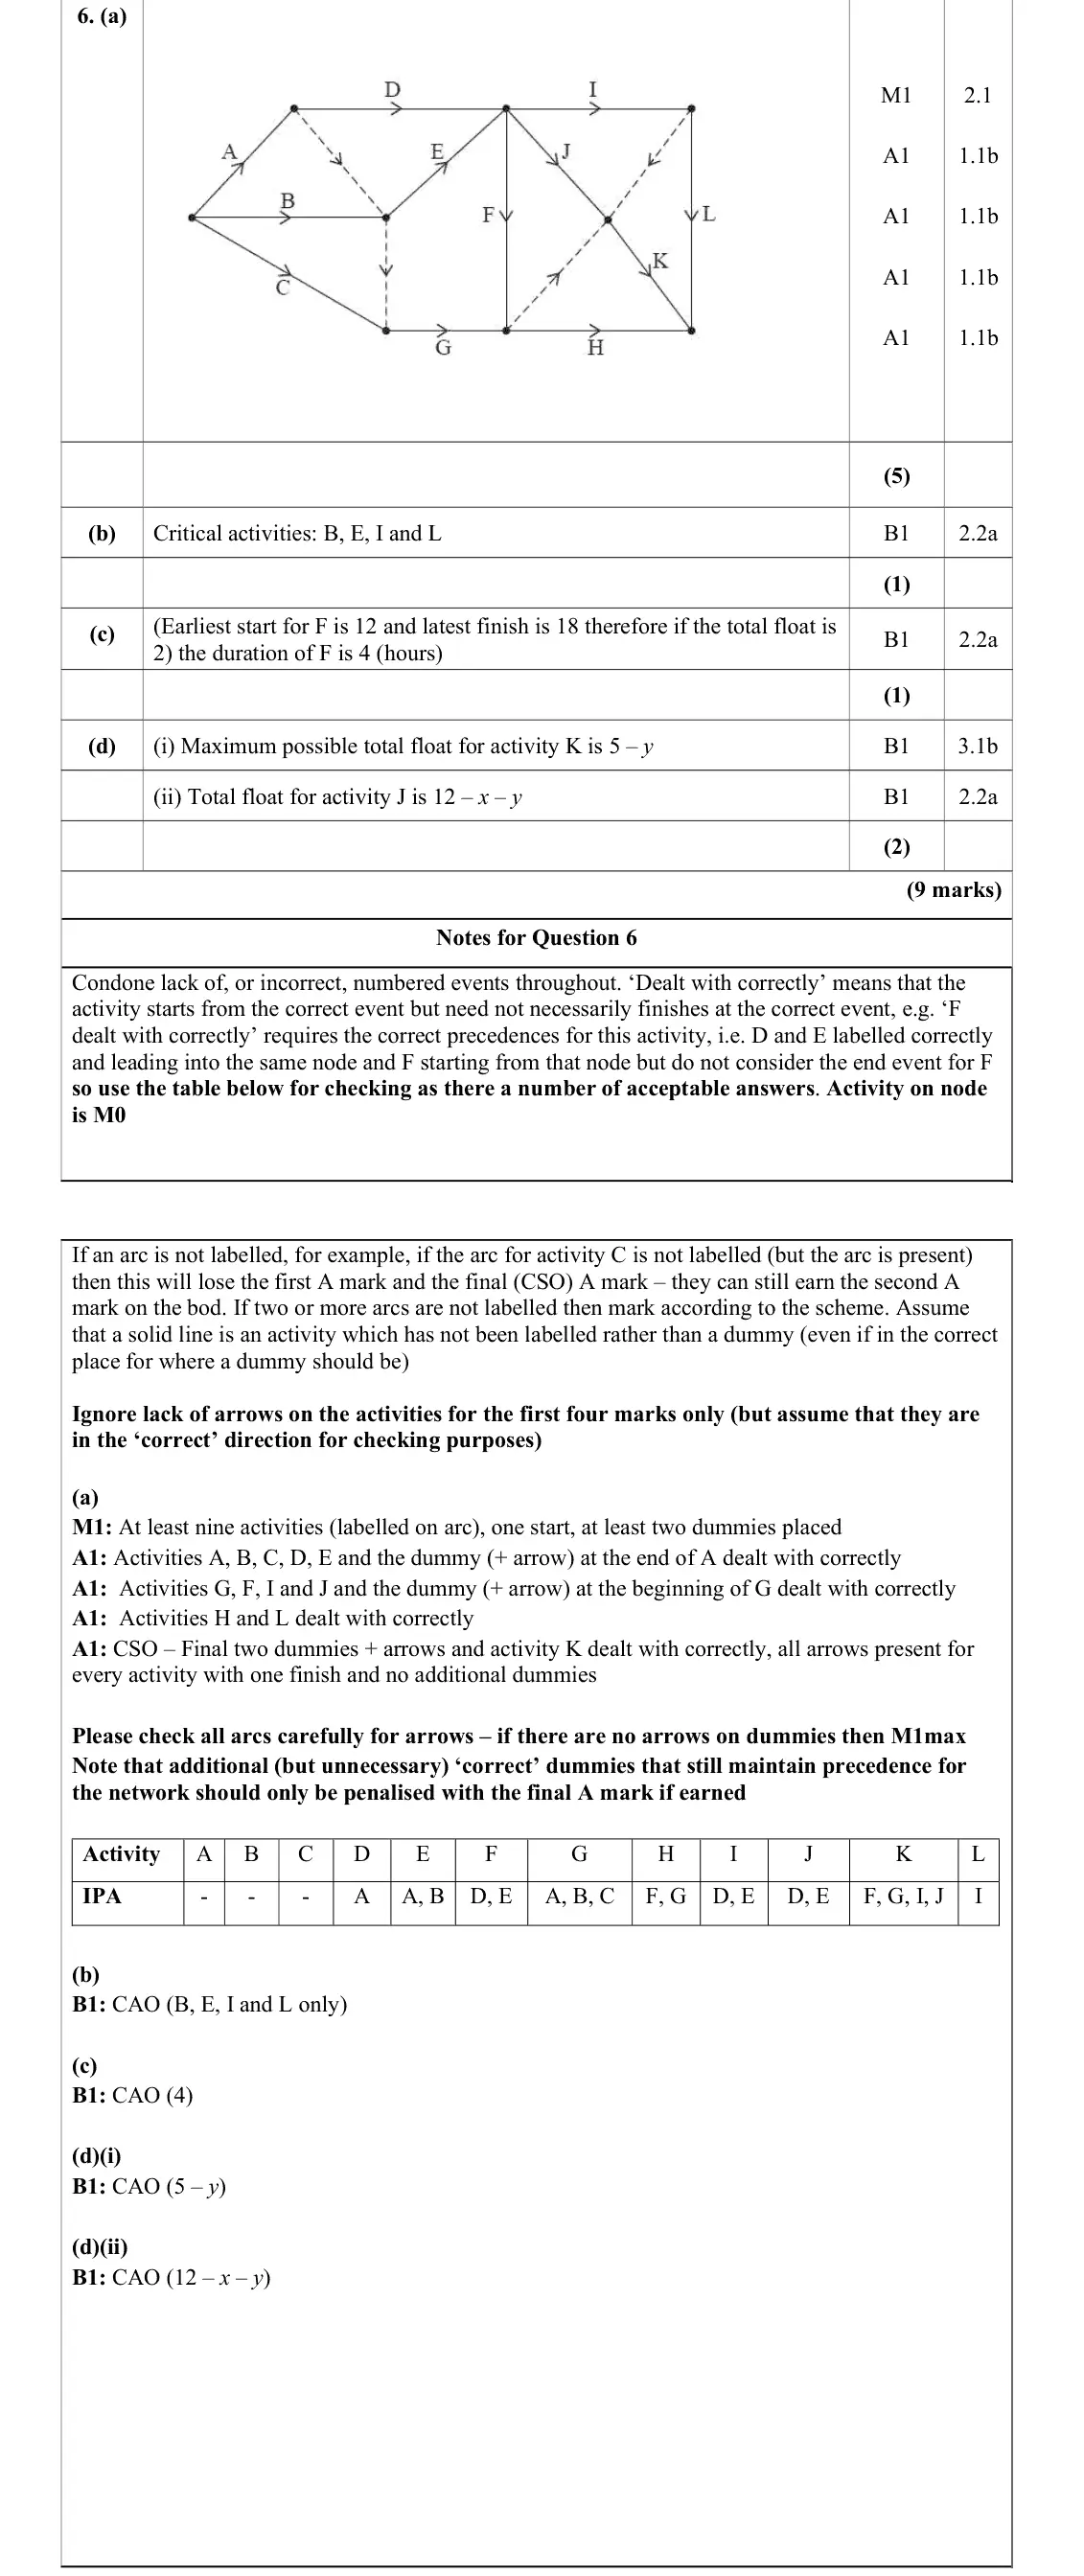 6. (a)
D
I
M1 2.1
A
E
J
A1 1.1b
B
F
L
A1 1.1b
C
K
A1 1.1b
G
H
A1 1.1b
(5)
(b) Critical activities: B, E, I and L B1 2.2a
(1)
(c) (Earliest start for F is 12 and latest finish is 18 therefore if the total float is
2) the duration of F is 4 (hours) B1 2.2a
(1)
(d) (i) Maximum possible total float for activity K is 5 – y B1 3.1b
(ii) Total float for activity J is 12 – x – y B1 2.2a
(2)
(9 marks)
Notes for Question 6
Condone lack of, or incorrect, numbered events throughout. ‘Dealt with correctly’ means that the
activity starts from the correct event but need not necessarily finishes at the correct event, e.g. ‘F
dealt with correctly’ requires the correct precedences for this activity, i.e. D and E labelled correctly
and leading into the same node and F starting from that node but do not consider the end event for F
so use the table below for checking as there a number of acceptable answers. Activity on node
is M0
If an arc is not labelled, for example, if the arc for activity C is not labelled (but the arc is present)
then this will lose the first A mark and the final (CSO) A mark – they can still earn the second A
mark on the bod. If two or more arcs are not labelled then mark according to the scheme. Assume
that a solid line is an activity which has not been labelled rather than a dummy (even if in the correct
place for where a dummy should be)
Ignore lack of arrows on the activities for the first four marks only (but assume that they are
in the ‘correct’ direction for checking purposes)
(a)
M1: At least nine activities (labelled on arc), one start, at least two dummies placed
A1: Activities A, B, C, D, E and the dummy (+ arrow) at the end of A dealt with correctly
A1: Activities G, F, I and J and the dummy (+ arrow) at the beginning of G dealt with correctly
A1: Activities H and L dealt with correctly
A1: CSO – Final two dummies + arrows and activity K dealt with correctly, all arrows present for
every activity with one finish and no additional dummies
Please check all arcs carefully for arrows – if there are no arrows on dummies then M1max
Note that additional (but unnecessary) ‘correct’ dummies that still maintain precedence for
the network should only be penalised with the final A mark if earned
Activity A B C D E F G H I J K L
IPA - - - A A, B D, E A, B, C F, G D, E D, E F, G, I, J I
(b)
B1: CAO (B, E, I and L only)
(c)
B1: CAO (4)
(d)(i)
B1: CAO (5 – y)
(d)(ii)
B1: CAO (12 – x – y)